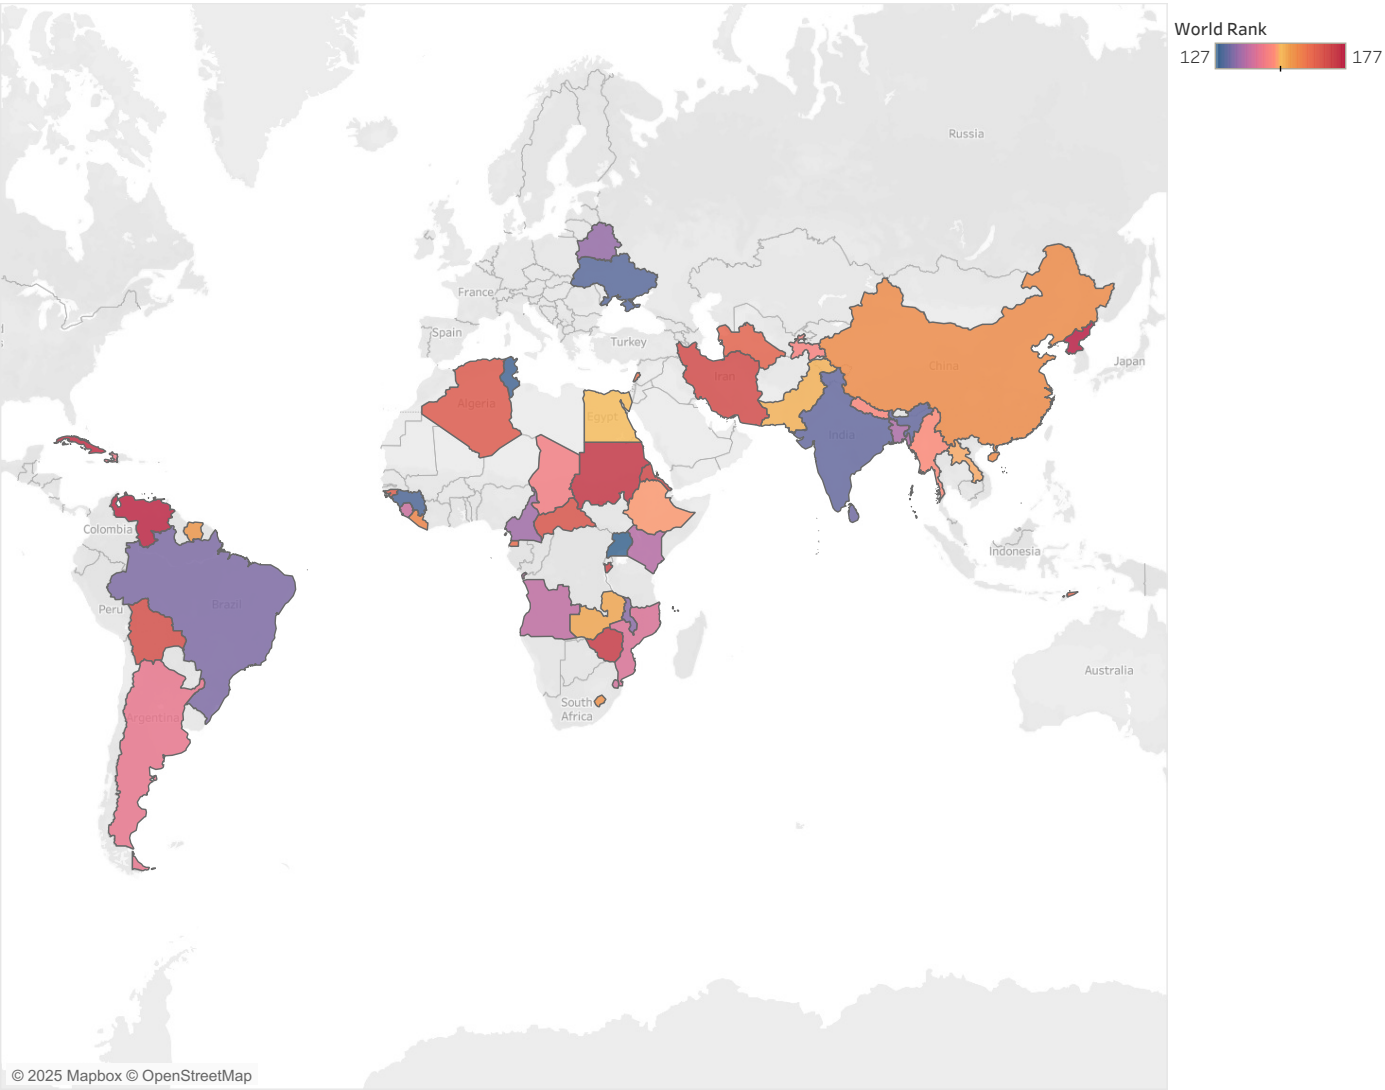 World Rank
127
177
Russia
France
Spain
Turkey
Japan
China
Iran
Algeria
Egypt
India
Colombia
Indonesia
Peru
Brazil
Australia
South
Africa
Argentina
© 2025 Mapbox © OpenStreetMap